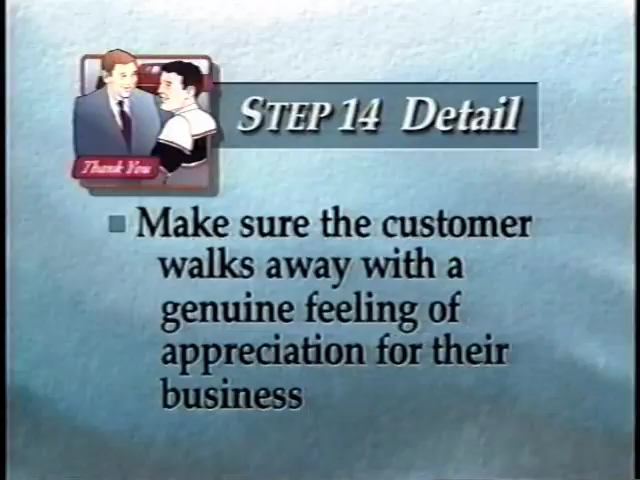 STEP 14 Detail
Thank You
Make sure the customer
walks away with a
genuine feeling of
appreciation for their
business